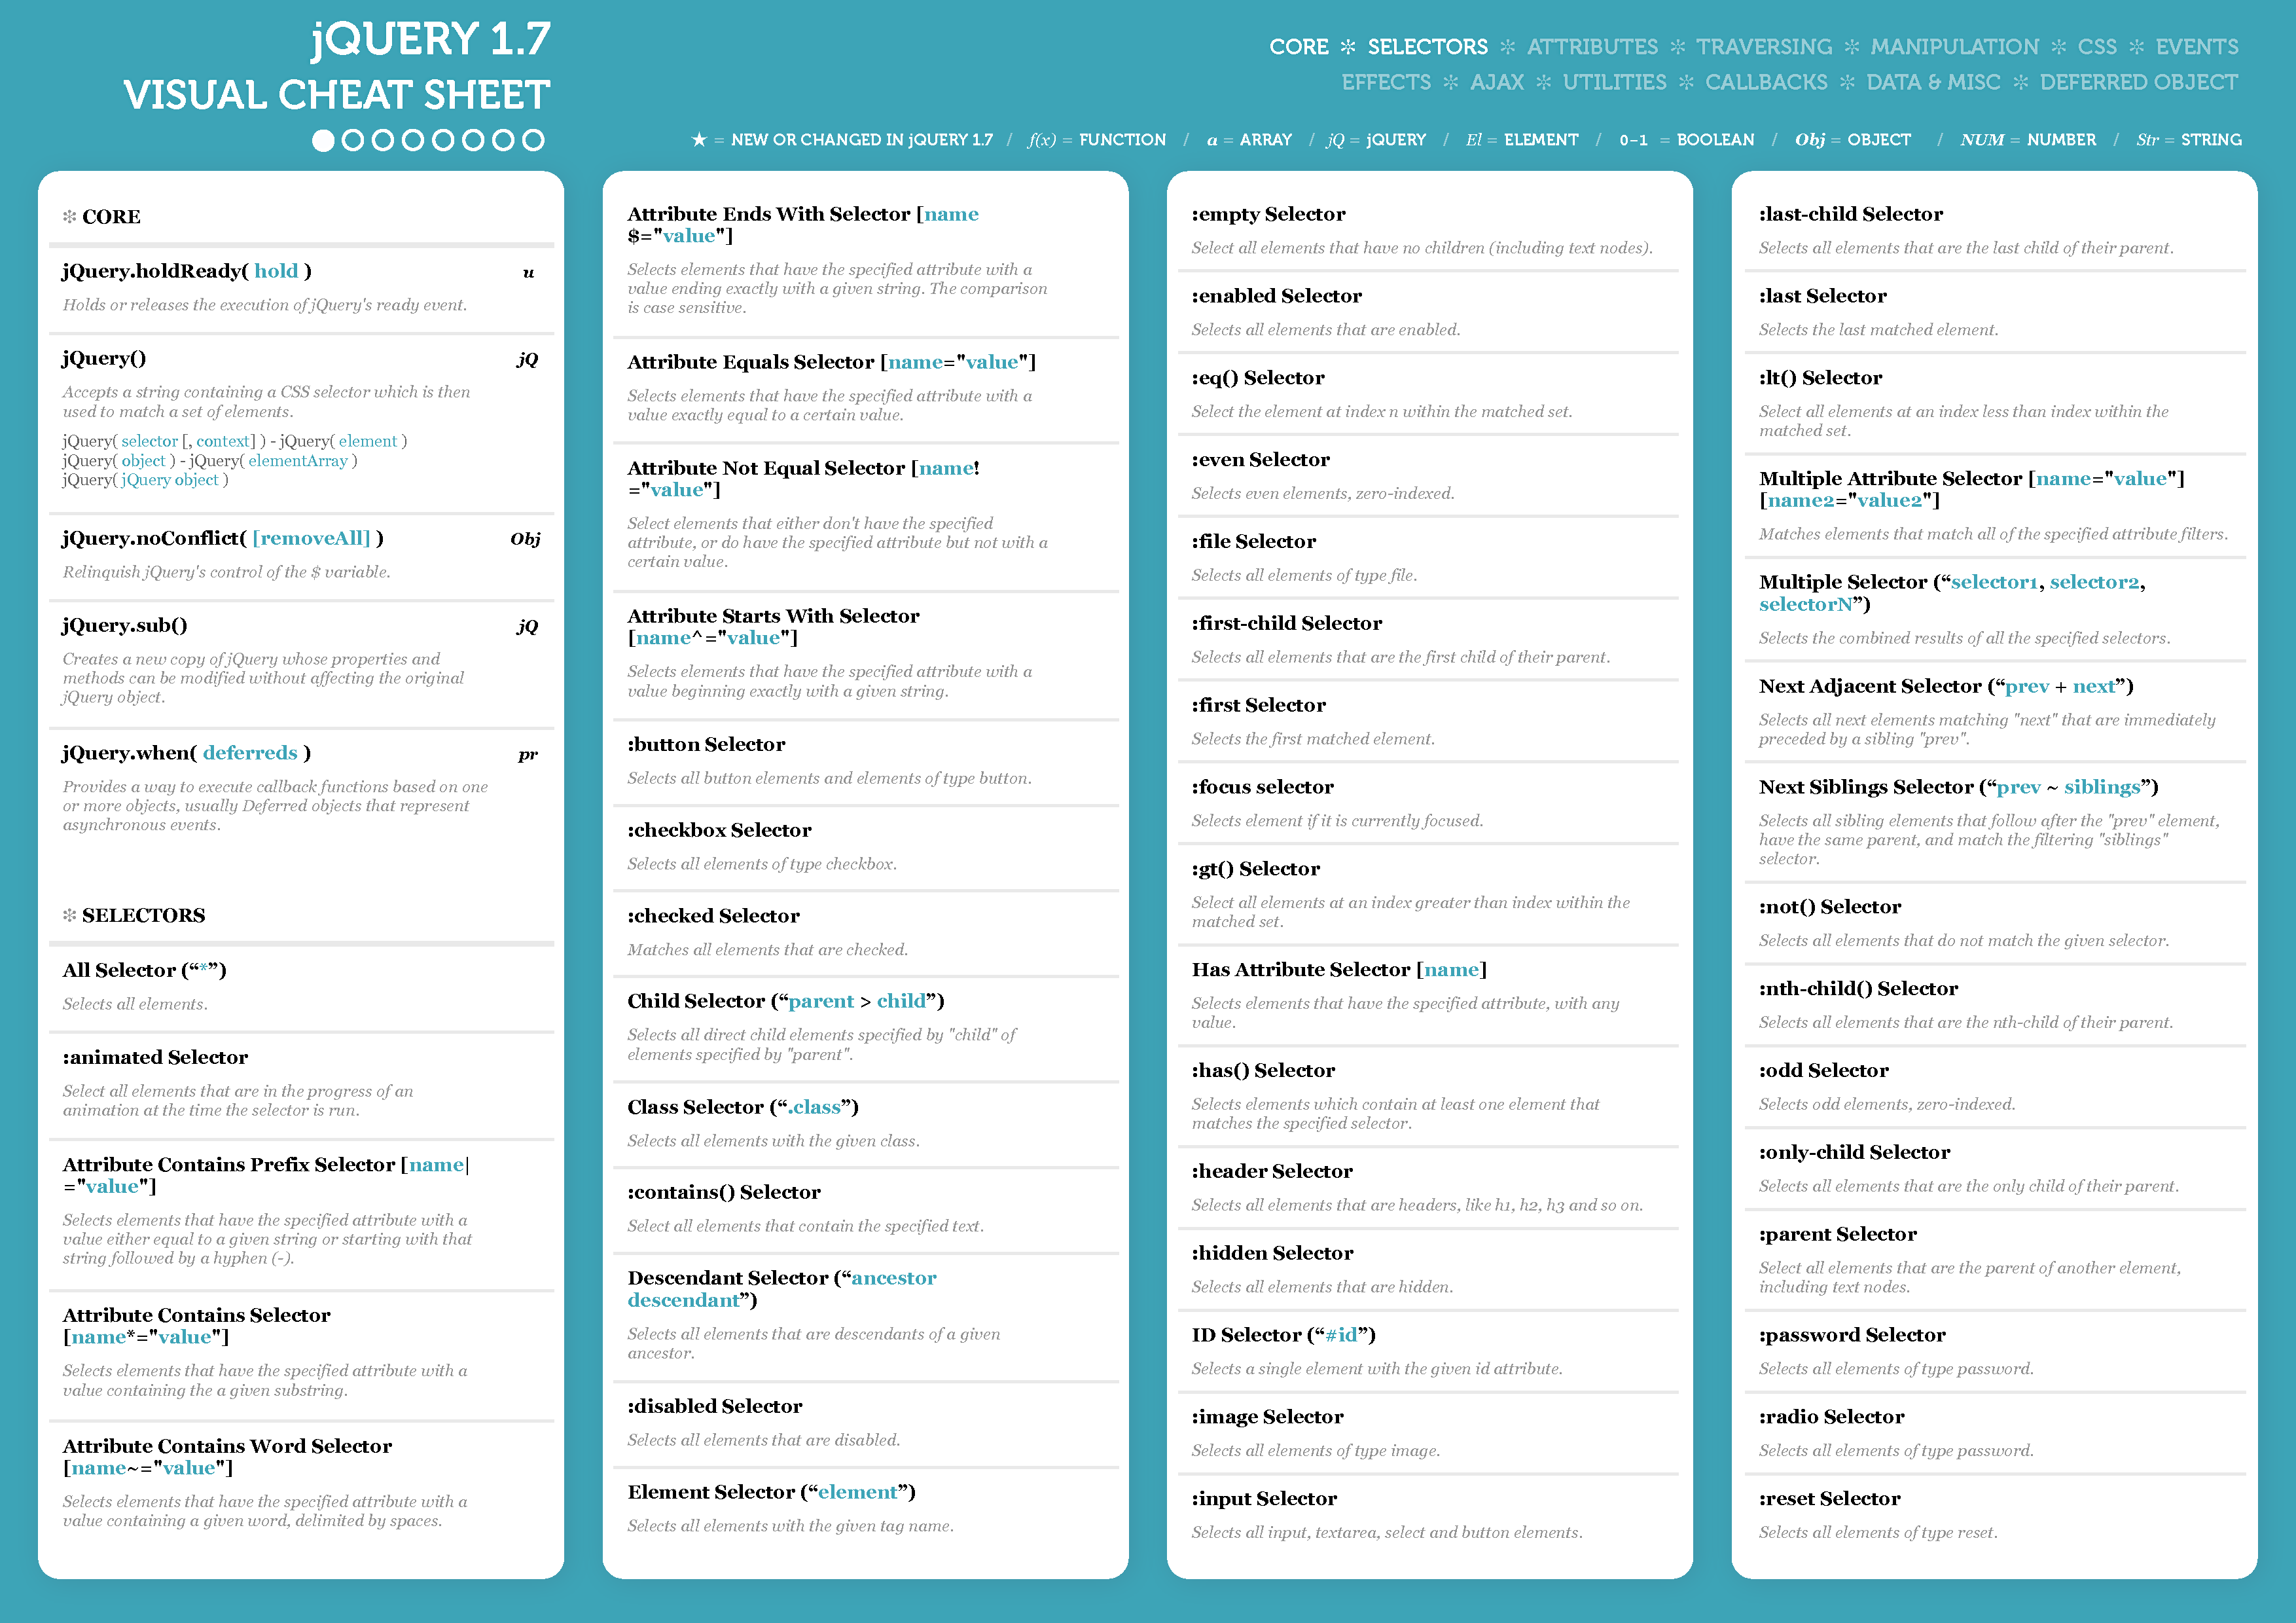 jQUERY 1.7
VISUAL CHEAT SHEET
CORE ✻ SELECTORS ✻ ATTRIBUTES ✻ TRAVERSING ✻ MANIPULATION ✻ CSS ✻ EVENTS
EFFECTS ✻ AJAX ✻ UTILITIES ✻ CALLBACKS ✻ DATA & MISC ✻ DEFERRED OBJECT
★ = NEW OR CHANGED IN jQUERY 1.7 / f(x) = FUNCTION / a = ARRAY / jQ = jQUERY / El = ELEMENT / 0-1 = BOOLEAN / Obj = OBJECT / NUM = NUMBER / Str = STRING
✻ CORE
jQuery.holdReady( hold ) u
Holds or releases the execution of jQuery's ready event.
jQuery() jQ
Accepts a string containing a CSS selector which is then
used to match a set of elements.
jQuery( selector [, context] ) - jQuery( element )
jQuery( object ) - jQuery( elementArray )
jQuery( jQuery object )
jQuery.noConflict( [removeAll] ) Obj
Relinquish jQuery's control of the $ variable.
jQuery.sub() jQ
Creates a new copy of jQuery whose properties and
methods can be modified without affecting the original
jQuery object.
jQuery.when( deferreds ) pr
Provides a way to execute callback functions based on one
or more objects, usually Deferred objects that represent
asynchronous events.
✻ SELECTORS
All Selector (“*”)
Selects all elements.
:animated Selector
Select all elements that are in the progress of an
animation at the time the selector is run.
Attribute Contains Prefix Selector [name|
="value"]
Selects elements that have the specified attribute with a
value either equal to a given string or starting with that
string followed by a hyphen (-).
Attribute Contains Selector
[name*="value"]
Selects elements that have the specified attribute with a
value containing the a given substring.
Attribute Contains Word Selector
[name~="value"]
Selects elements that have the specified attribute with a
value containing a given word, delimited by spaces.
Attribute Ends With Selector [name
$="value"]
Selects elements that have the specified attribute with a
value ending exactly with a given string. The comparison
is case sensitive.
Attribute Equals Selector [name="value"]
Selects elements that have the specified attribute with a
value exactly equal to a certain value.
Attribute Not Equal Selector [name!
="value"]
Select elements that either don't have the specified
attribute, or do have the specified attribute but not with a
certain value.
Attribute Starts With Selector
[name^="value"]
Selects elements that have the specified attribute with a
value beginning exactly with a given string.
:button Selector
Selects all button elements and elements of type button.
:checkbox Selector
Selects all elements of type checkbox.
:checked Selector
Matches all elements that are checked.
Child Selector (“parent > child”)
Selects all direct child elements specified by "child" of
elements specified by "parent".
Class Selector (“.class”)
Selects all elements with the given class.
:contains() Selector
Select all elements that contain the specified text.
Descendant Selector (“ancestor
descendant”)
Selects all elements that are descendants of a given
ancestor.
:disabled Selector
Selects all elements that are disabled.
Element Selector (“element”)
Selects all elements with the given tag name.
:empty Selector
Select all elements that have no children (including text nodes).
:enabled Selector
Selects all elements that are enabled.
:eq() Selector
Select the element at index n within the matched set.
:even Selector
Selects even elements, zero-indexed.
:file Selector
Selects all elements of type file.
:first-child Selector
Selects all elements that are the first child of their parent.
:first Selector
Selects the first matched element.
:focus selector
Selects element if it is currently focused.
:gt() Selector
Select all elements at an index greater than index within the
matched set.
Has Attribute Selector [name]
Selects elements that have the specified attribute, with any
value.
:has() Selector
Selects elements which contain at least one element that
matches the specified selector.
:header Selector
Selects all elements that are headers, like h1, h2, h3 and so on.
:hidden Selector
Selects all elements that are hidden.
ID Selector (“#id”)
Selects a single element with the given id attribute.
:image Selector
Selects all elements of type image.
:input Selector
Selects all input, textarea, select and button elements.
:last-child Selector
Selects all elements that are the last child of their parent.
:last Selector
Selects the last matched element.
:lt() Selector
Select all elements at an index less than index within the
matched set.
Multiple Attribute Selector [name="value"]
[name2="value2"]
Matches elements that match all of the specified attribute filters.
Multiple Selector (“selector1, selector2,
selectorN”)
Selects the combined results of all the specified selectors.
Next Adjacent Selector (“prev + next”)
Selects all next elements matching "next" that are immediately
preceded by a sibling "prev".
Next Siblings Selector (“prev ~ siblings”)
Selects all sibling elements that follow after the "prev" element,
have the same parent, and match the filtering "siblings"
selector.
:not() Selector
Selects all elements that do not match the given selector.
:nth-child() Selector
Selects all elements that are the nth-child of their parent.
:odd Selector
Selects odd elements, zero-indexed.
:only-child Selector
Selects all elements that are the only child of their parent.
:parent Selector
Select all elements that are the parent of another element,
including text nodes.
:password Selector
Selects all elements of type password.
:radio Selector
Selects all elements of type password.
:reset Selector
Selects all elements of type reset.